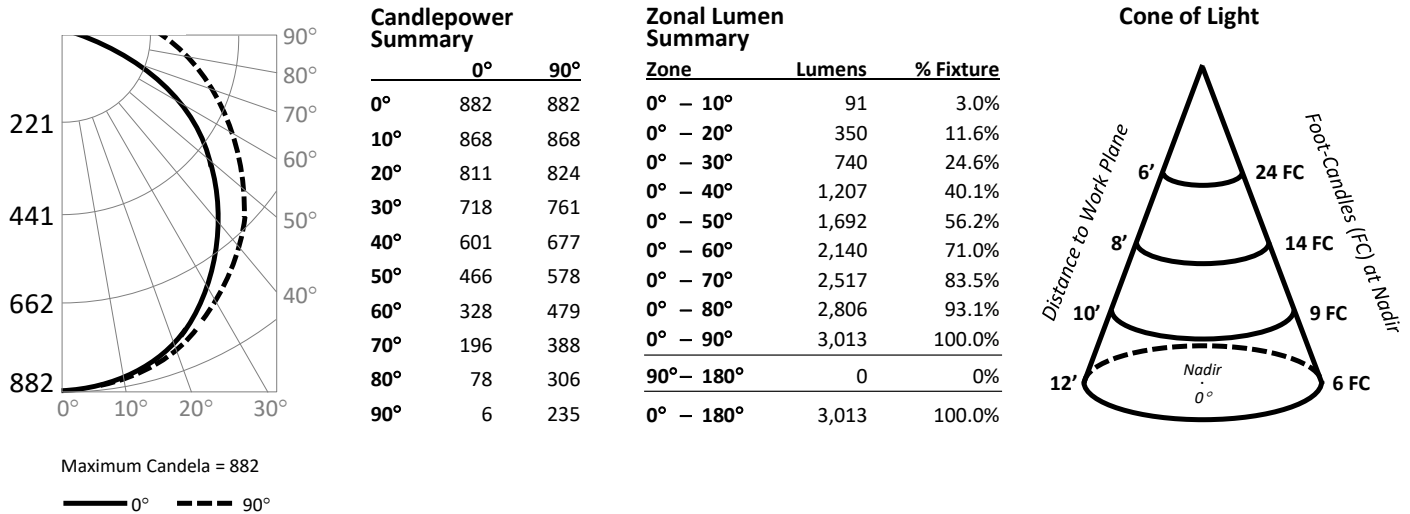 90°
80°
70°
60°
50°
40°
221
441
662
882
0° 10° 20° 30°
Maximum Candela = 882
0° 90°
Candlepower
Summary
0° 90°
0° 882 882
10° 868 868
20° 811 824
30° 718 761
40° 601 677
50° 466 578
60° 328 479
70° 196 388
80° 78 306
90° 6 235
Zonal Lumen
Summary
Zone Lumens % Fixture
0° – 10° 91 3.0%
0° – 20° 350 11.6%
0° – 30° 740 24.6%
0° – 40° 1,207 40.1%
0° – 50° 1,692 56.2%
0° – 60° 2,140 71.0%
0° – 70° 2,517 83.5%
0° – 80° 2,806 93.1%
0° – 90° 3,013 100.0%
90° – 180° 0 0%
0° – 180° 3,013 100.0%
Cone of Light
Distance to Work Plane
Foot-Candles (FC) at Nadir
6’ 24 FC
8’ 14 FC
10’ 9 FC
12’ 6 FC
Nadir
0°